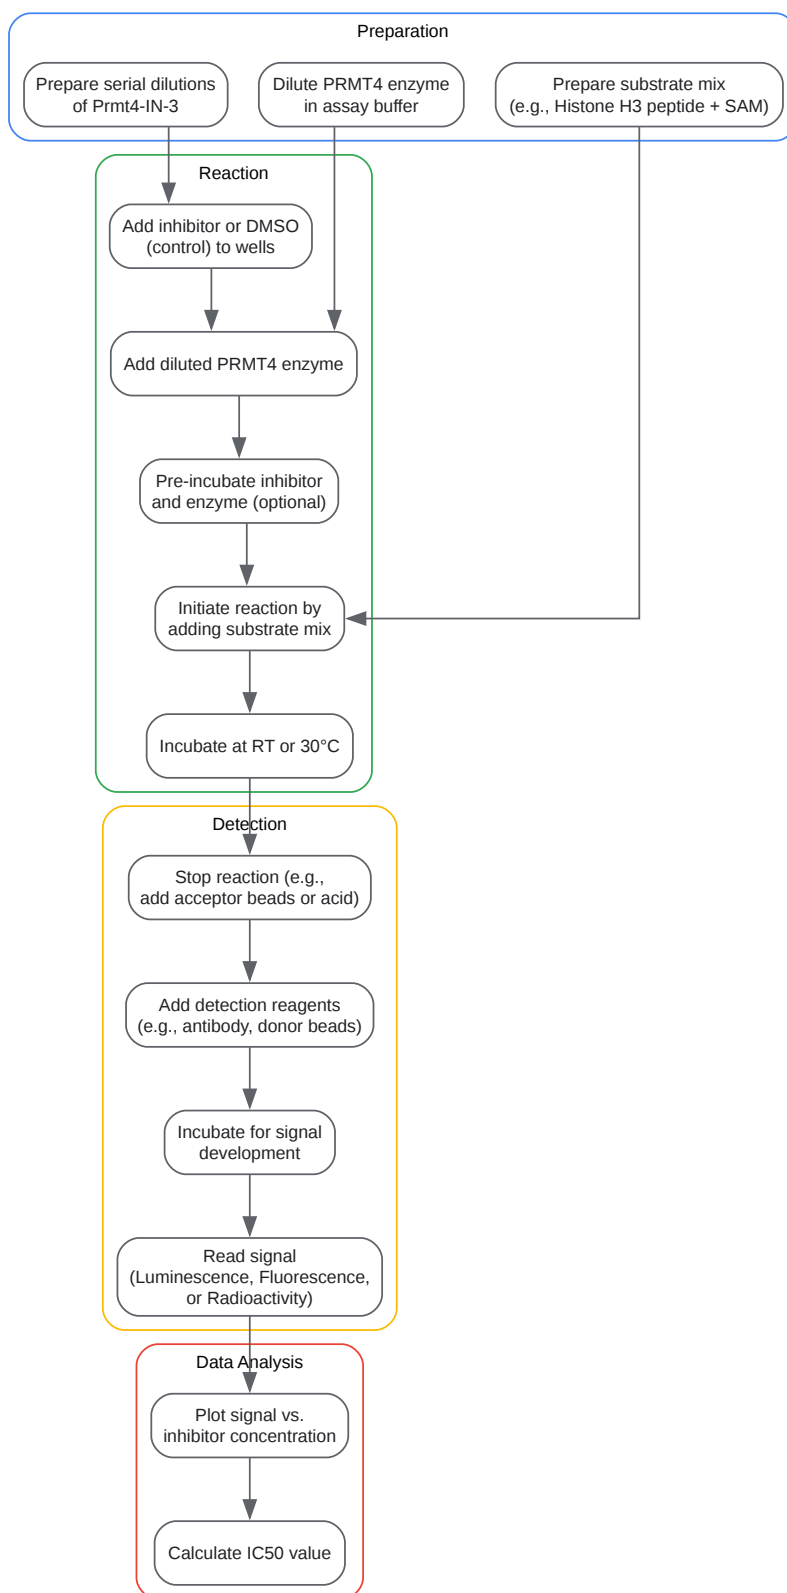 Preparation
Prepare serial dilutions
of Prmt4-IN-3
Dilute PRMT4 enzyme
in assay buffer
Prepare substrate mix
(e.g., Histone H3 peptide + SAM)
Reaction
Add inhibitor or DMSO
(control) to wells
Add diluted PRMT4 enzyme
Pre-incubate inhibitor
and enzyme (optional)
Initiate reaction by
adding substrate mix
Incubate at RT or 30°C
Detection
Stop reaction (e.g.,
add acceptor beads or acid)
Add detection reagents
(e.g., antibody, donor beads)
Incubate for signal
development
Read signal
(Luminescence, Fluorescence,
or Radioactivity)
Data Analysis
Plot signal vs.
inhibitor concentration
Calculate IC50 value